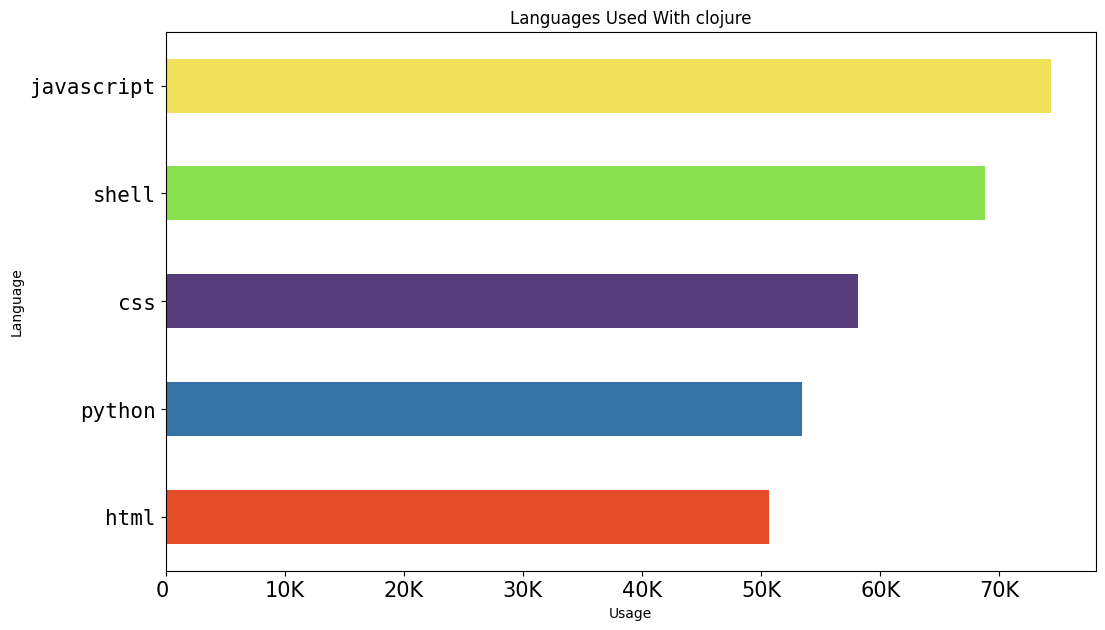 Languages Used With clojure
javascript
shell
css
python
html
Language
0 10K 20K 30K 40K 50K 60K 70K
Usage